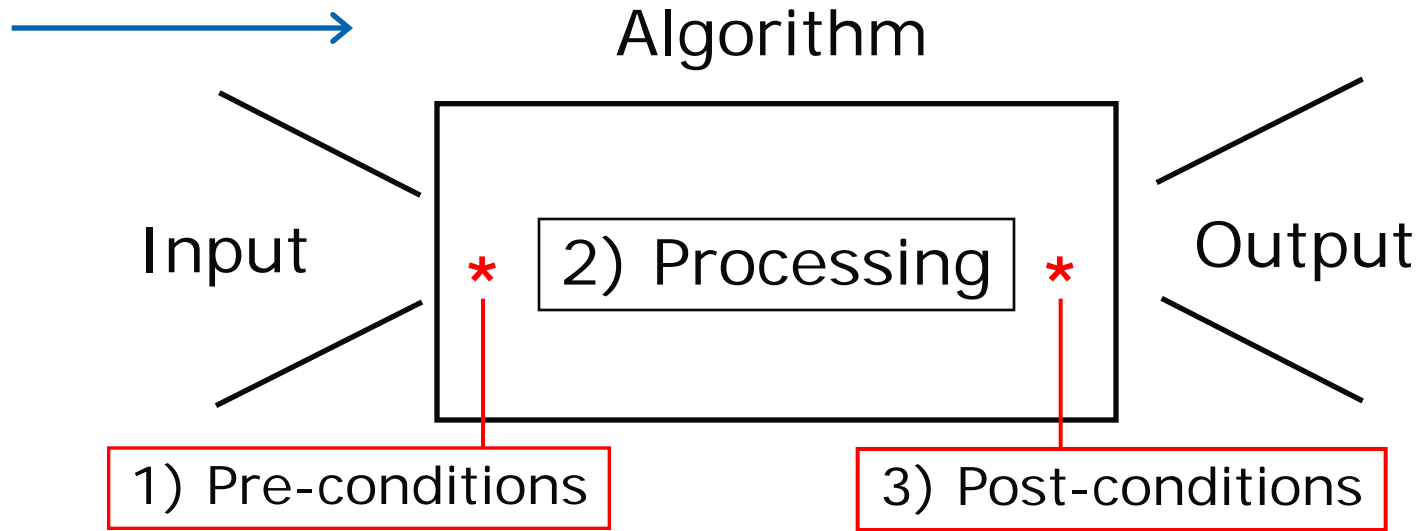 Algorithm
Input
* 2) Processing *
Output
1) Pre-conditions
3) Post-conditions